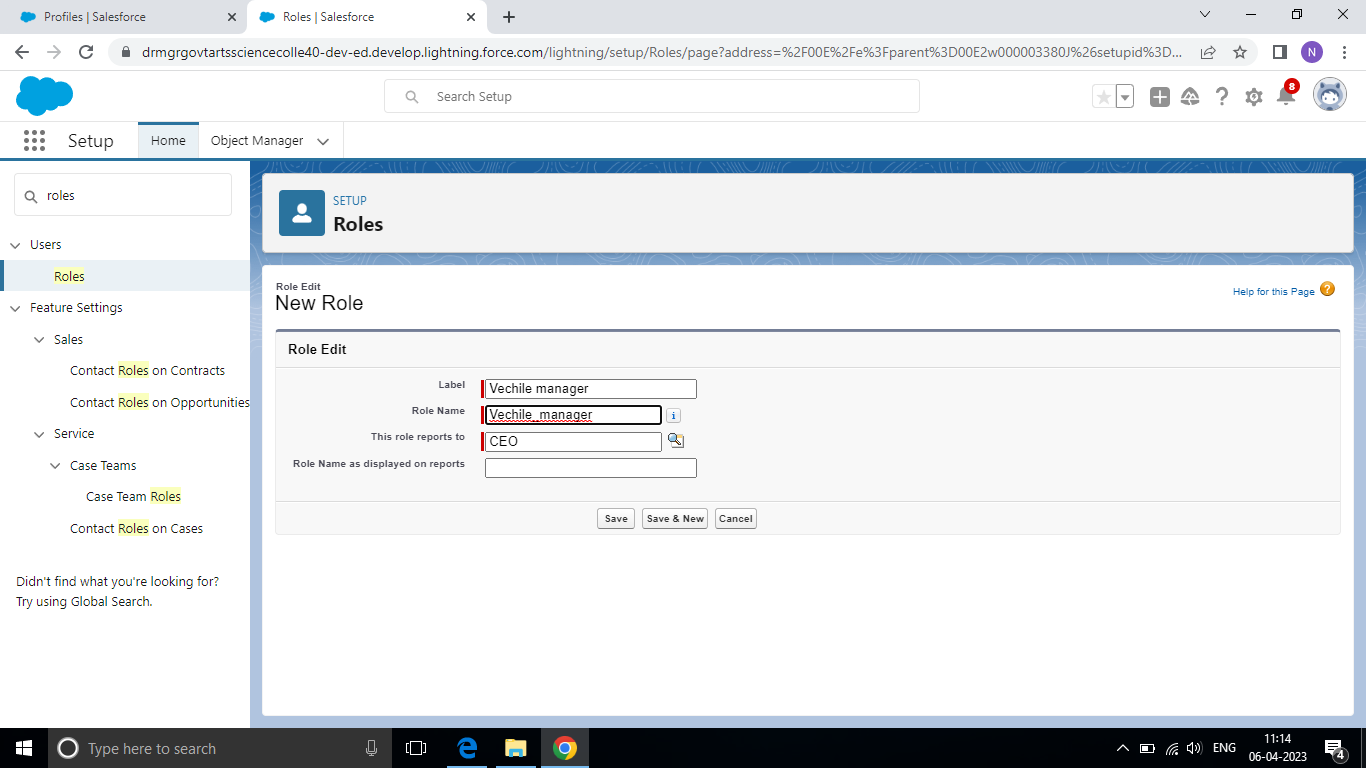 Profiles | Salesforce
Roles | Salesforce
drmgrgovtartssciencecolle40-dev-ed.develop.lightning.force.com/lightning/setup/Roles/page?address=%2F00E%2Fe%3Fparent%3D00E2w000003380J%26setupid%3D...
N
Search Setup
8
Setup
Home
Object Manager
roles
Users
Roles
Feature Settings
Sales
Contact Roles on Contracts
Contact Roles on Opportunities
Service
Case Teams
Case Team Roles
Contact Roles on Cases
Didn't find what you're looking for?
Try using Global Search.
SETUP
Roles
Role Edit
New Role
Help for this Page
Role Edit
Label Vechile manager
Role Name Vechile_manager
This role reports to CEO
Role Name as displayed on reports
Save Save & New Cancel
Type here to search
ENG
11:14
06-04-2023
4